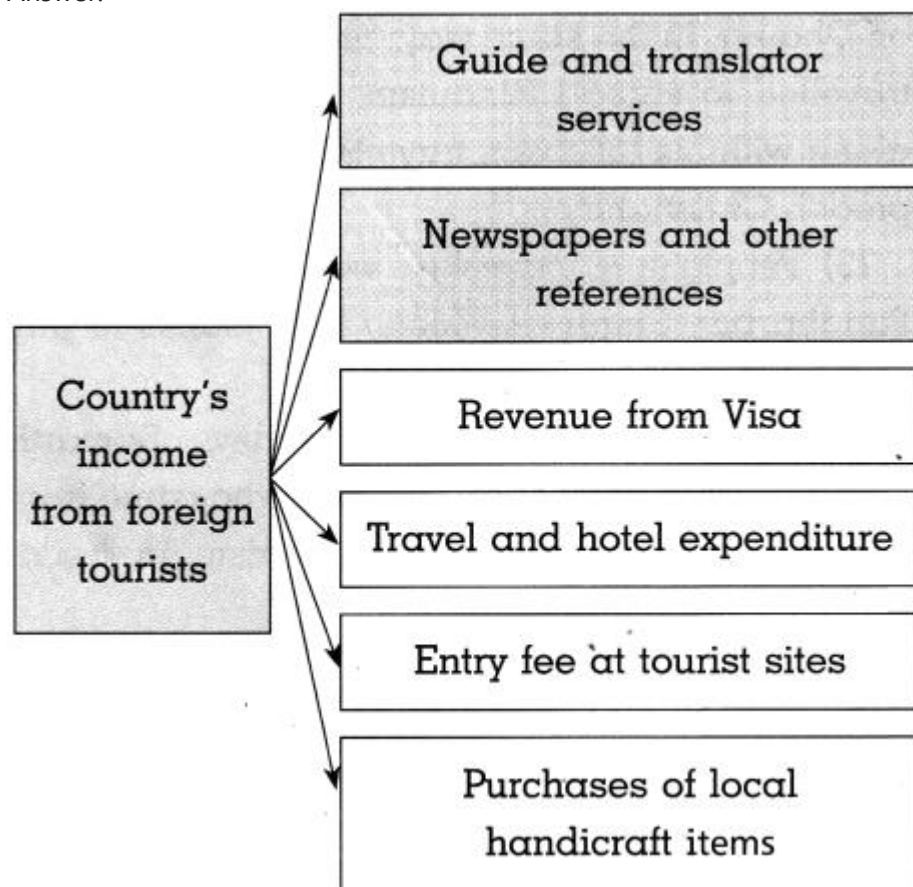 Guide and translator
services
Newspapers and other
references
Country's
income
from foreign
tourists
Revenue from Visa
Travel and hotel expenditure
Entry fee at tourist sites
Purchases of local
handicraft items